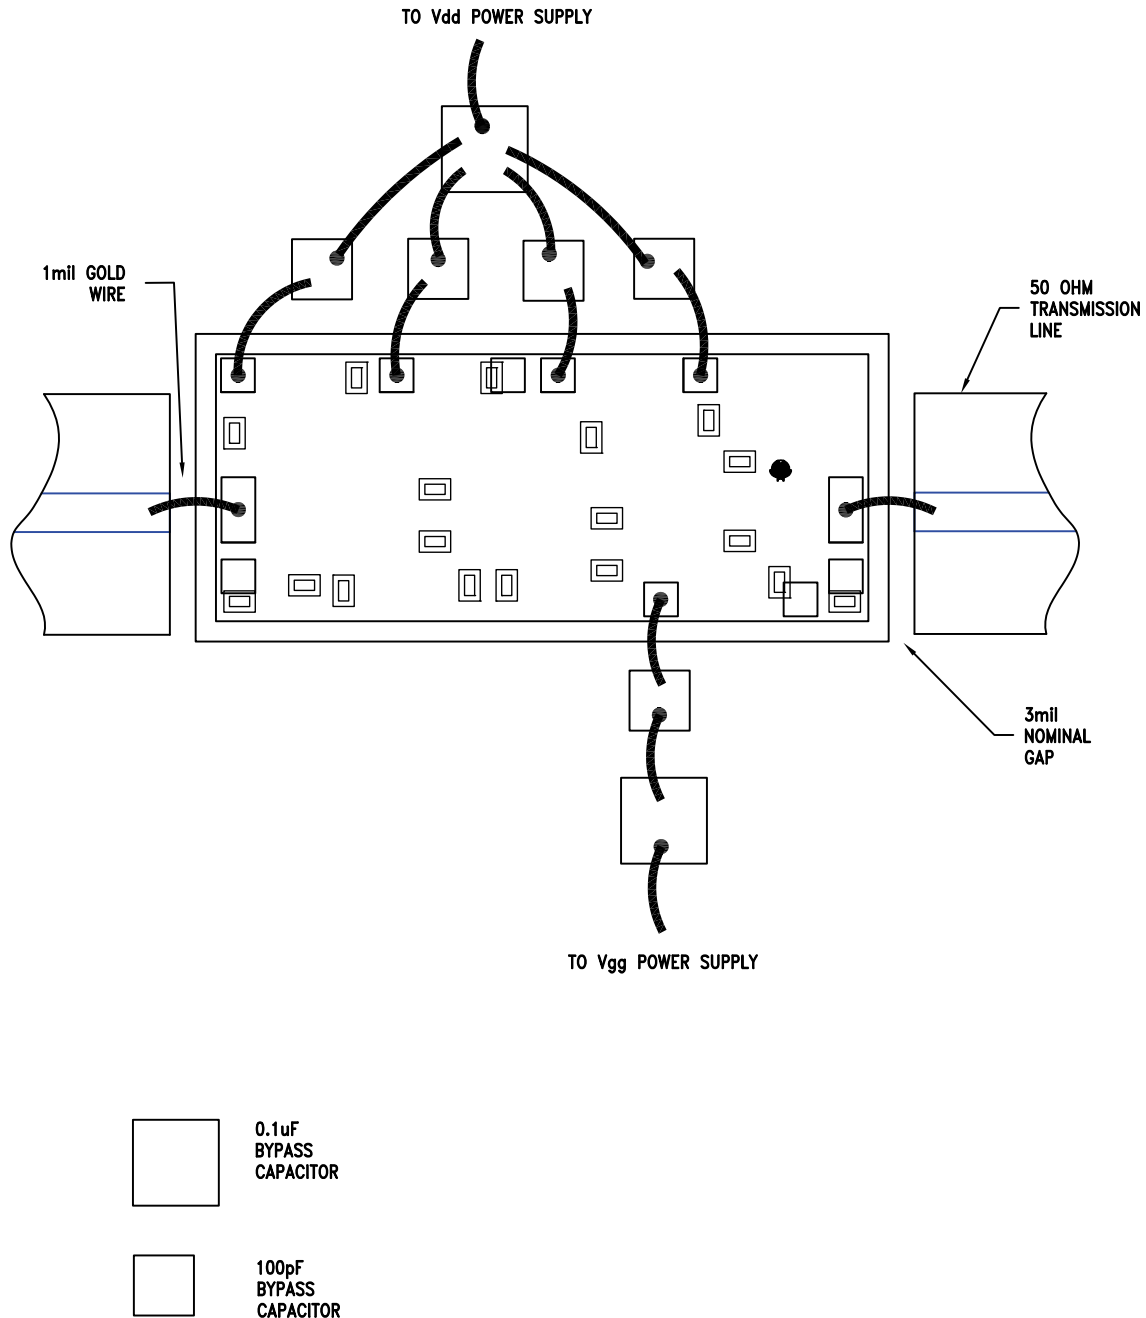 TO Vdd POWER SUPPLY
1mil GOLD
WIRE
50 OHM
TRANSMISSION
LINE
3mil
NOMINAL
GAP
TO Vgg POWER SUPPLY
0.1uF
BYPASS
CAPACITOR
100pF
BYPASS
CAPACITOR